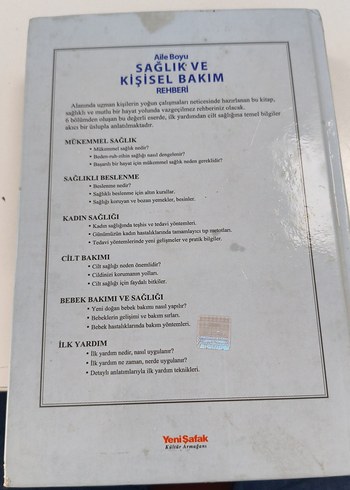 Aile Boyu
SAĞLIK VE
KİŞİSEL BAKIM
REHBERİ
Alanında uzman kişilerin yoğun çalışmaları neticesinde hazırlanan bu kitap,
sağlıklı ve mutlu bir hayat yolunda vazgeçilmez rehberiniz olacak.
6 bölümden oluşan bu değerli eserde, ilk yardımdan cilt sağlığına temel bilgiler
akıcı bir üslupla anlatılmaktadır.
MÜKEMMEL SAĞLIK
• Mükemmel sağlık nedir?
• Beden-ruh-zihin sağlığı nasıl dengelenir?
• Başarılı bir hayat için mükemmel sağlık neden gereklidir?
SAĞLIKLI BESLENME
• Beslenme nedir?
• Sağlıklı beslenme için altın kurallar.
• Sağlığı koruyan ve bozan yemekler, besinler.
KADIN SAĞLIĞI
• Kadın sağlığında teşhis ve tedavi yöntemleri.
• Günümüzün kadın hastalıklarında tamamlayıcı tıp metotları.
• Tedavi yöntemlerinde yeni gelişmeler ve pratik bilgiler.
CİLT BAKIMI
• Cilt sağlığı neden önemlidir?
• Cildinizi korumanın yolları.
• Cilt sağlığı için faydalı bitkiler.
BEBEK BAKIMI VE SAĞLIĞI
• Yeni doğan bebek bakımı nasıl yapılır?
• Bebeklerin gelişimi ve bakım sırları.
• Bebek hastalıklarında bakım yöntemleri.
İLK YARDIM
• İlk yardım nedir, nasıl uygulanır?
• İlk yardım ne zaman, nerde uygulanır?
• Detaylı anlatımlarıyla ilk yardım teknikleri.
Yeni Şafak
Kültür Armağanı